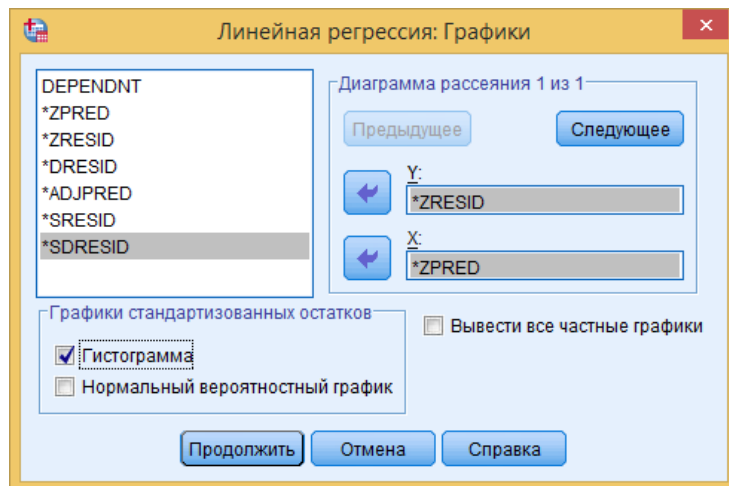 Линейная регрессия: Графики
DEPENDNT
*ZPRED
*ZRESID
*DRESID
*ADJPRED
*SRESID
*SDRESID
Диаграмма рассеяния 1 из 1
Предыдущее
Следующее
Y:
*ZRESID
X:
*ZPRED
Графики стандартизованных остатков
Гистограмма
Нормальный вероятностный график
Вывести все частные графики
Продолжить
Отмена
Справка